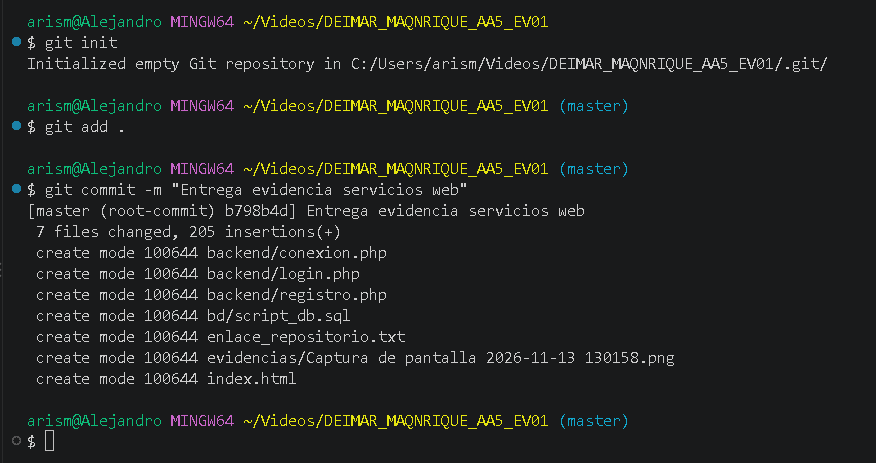 arism@Alejandro MINGW64 ~/Videos/DEIMAR_MAQNRIQUE_AA5_EV01
$ git init
Initialized empty Git repository in C:/Users/arism/Videos/DEIMAR_MAQNRIQUE_AA5_EV01/.git/
arism@Alejandro MINGW64 ~/Videos/DEIMAR_MAQNRIQUE_AA5_EV01 (master)
$ git add .
arism@Alejandro MINGW64 ~/Videos/DEIMAR_MAQNRIQUE_AA5_EV01 (master)
$ git commit -m "Entrega evidencia servicios web"
[master (root-commit) b798b4d] Entrega evidencia servicios web
7 files changed, 205 insertions(+)
create mode 100644 backend/conexion.php
create mode 100644 backend/login.php
create mode 100644 backend/registro.php
create mode 100644 bd/script_db.sql
create mode 100644 enlace_repositorio.txt
create mode 100644 evidencias/Captura de pantalla 2026-11-13 130158.png
create mode 100644 index.html
arism@Alejandro MINGW64 ~/Videos/DEIMAR_MAQNRIQUE_AA5_EV01 (master)
$